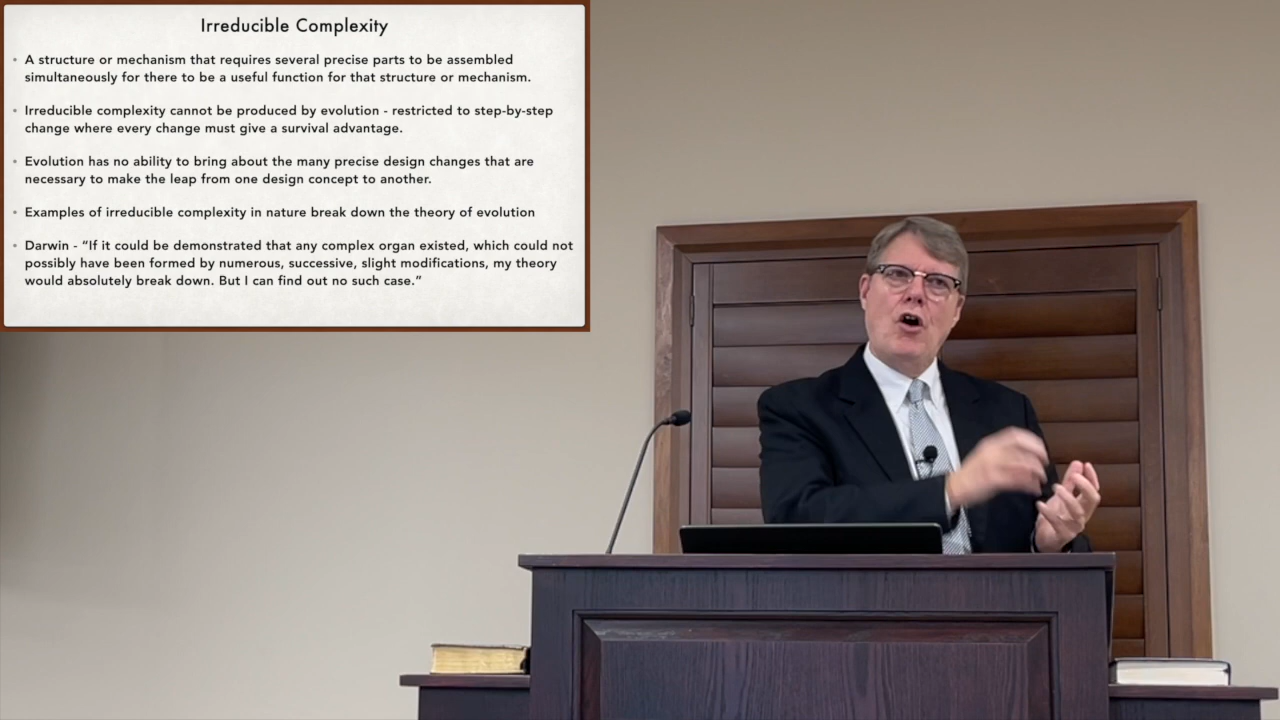 Irreducible Complexity
• A structure or mechanism that requires several precise parts to be assembled
simultaneously for there to be a useful function for that structure or mechanism.
• Irreducible complexity cannot be produced by evolution - restricted to step-by-step
change where every change must give a survival advantage.
• Evolution has no ability to bring about the many precise design changes that are
necessary to make the leap from one design concept to another.
• Examples of irreducible complexity in nature break down the theory of evolution
• Darwin - “If it could be demonstrated that any complex organ existed, which could not
possibly have been formed by numerous, successive, slight modifications, my theory
would absolutely break down. But I can find out no such case.”